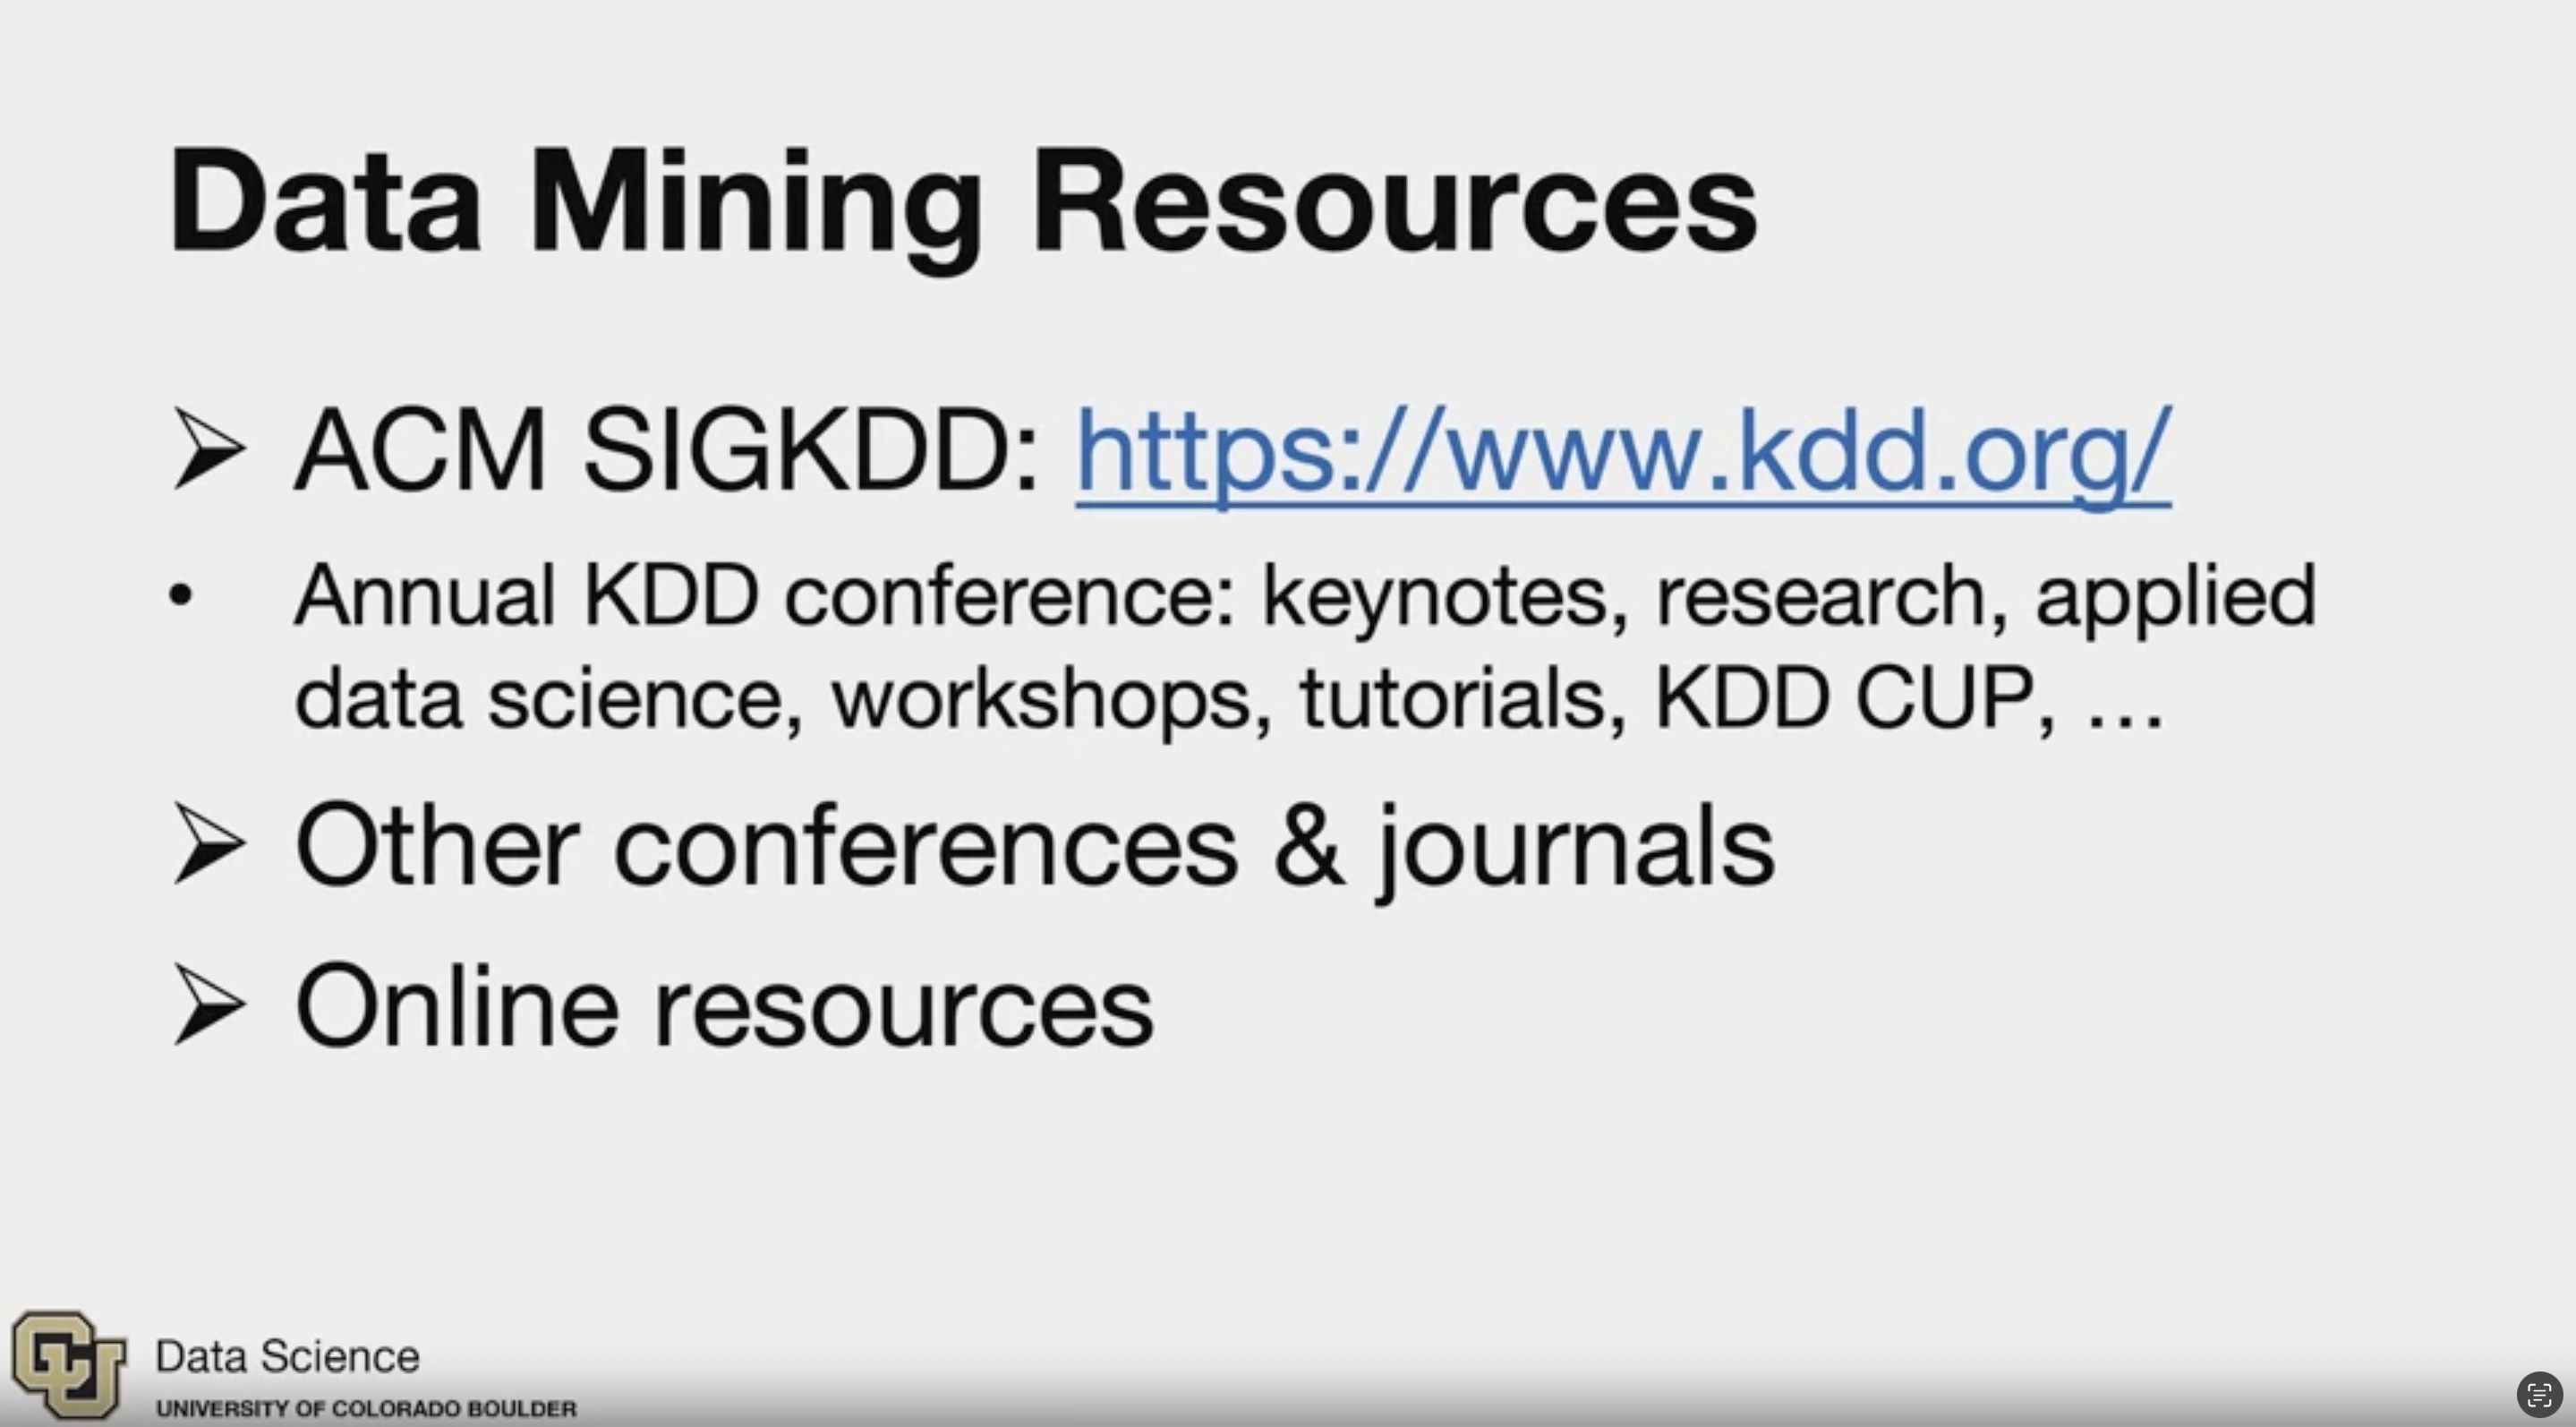 Data Mining Resources
➢ ACM SIGKDD: https://www.kdd.org/
• Annual KDD conference: keynotes, research, applied
data science, workshops, tutorials, KDD CUP, ...
➢ Other conferences & journals
➢ Online resources
CU
Data Science
UNIVERSITY OF COLORADO BOULDER